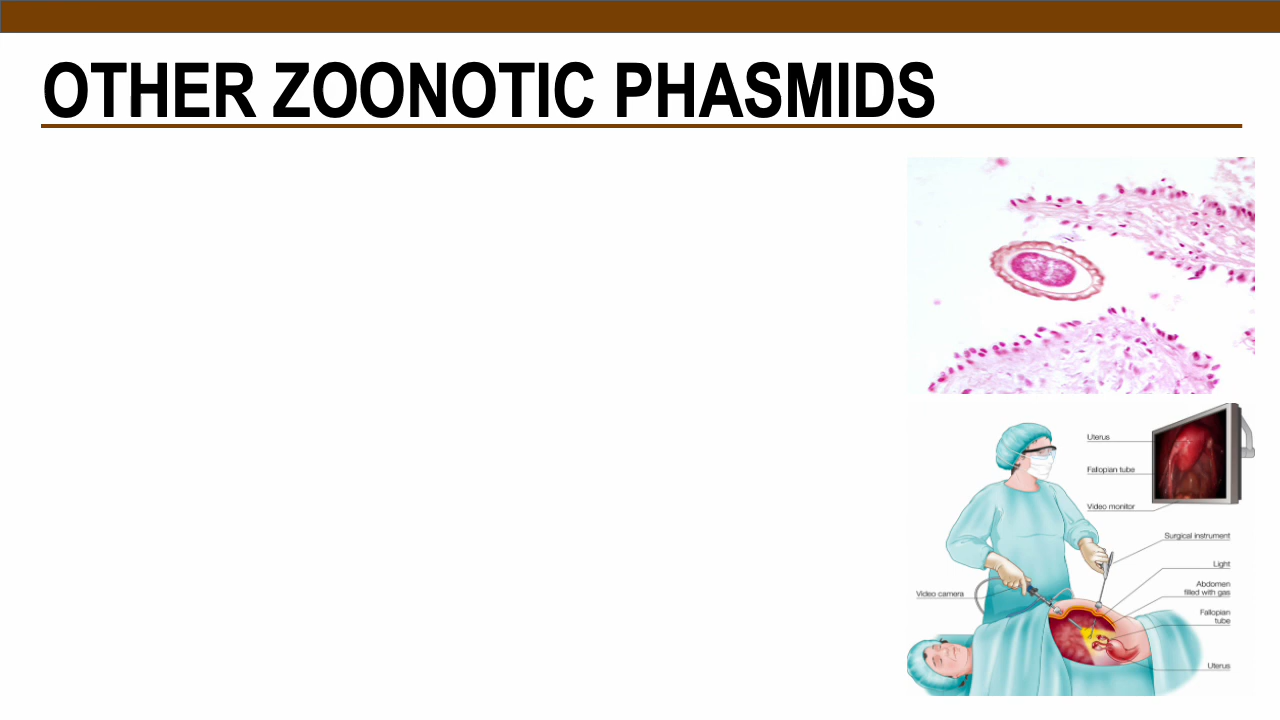 OTHER ZOONOTIC PHASMIDS
Uterus
Fallopian tube
Video monitor
Surgical instrument
Light
Abdomen
filled with gas
Video camera
Fallopian
tube
Uterus